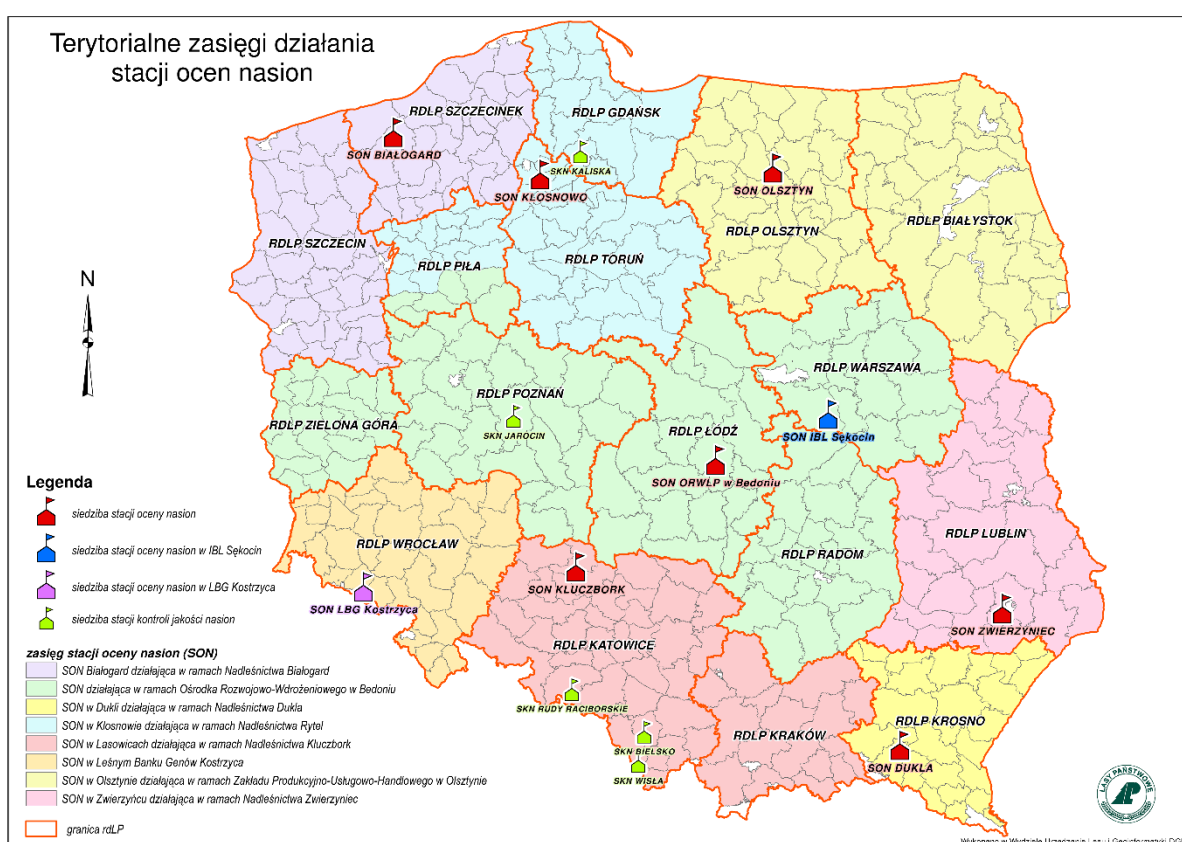 Terytorialne zasięgi działania
stacji ocen nasion
RDLP SZCZECINEK
RDLP GDAŃSK
SON BIAŁOGARD
SKN KALISKA
SON KŁOSNOWO
SON OLSZTYN
RDLP BIAŁYSTOK
RDLP OLSZTYN
RDLP SZCZECIN
RDLP PIŁA
RDLP TORUŃ
N
RDLP WARSZAWA
RDLP POZNAŃ
RDLP ZIELONA GÓRA
SKN JAROCIN
RDLP ŁÓDŹ
SON IBL Sękocin
SON ORWLP w Bedoniu
RDLP WROCŁAW
RDLP LUBLIN
RDLP RADOM
SON KLUCZBORK
SON LBG Kostrzyca
SON ZWIERZYNIEC
RDLP KATOWICE
SKN RUDY RACIBORSKIE
RDLP KROSNO
RDLP KRAKÓW
SKN BIELSKO
SON DUKLA
SKN WISŁA
Legenda
siedziba stacji oceny nasion
siedziba stacji oceny nasion w IBL Sękocin
siedziba stacji oceny nasion w LBG Kostrzyca
siedziba stacji kontroli jakości nasion
zasięg stacji oceny nasion (SON)
SON Białogard działająca w ramach Nadleśnictwa Białogard
SON działająca w ramach Ośrodka Rozwojowo-Wdrożeniowego w Bedoniu
SON w Dukli działająca w ramach Nadleśnictwa Dukla
SON w Kłosnowie działająca w ramach Nadleśnictwa Rytel
SON w Lasowicach działająca w ramach Nadleśnictwa Kluczbork
SON w Leśnym Banku Genów Kostrzyca
SON w Olsztynie działająca w ramach Zakładu Produkcyjno-Usługowo-Handlowego w Olsztynie
SON w Zwierzyńcu działająca w ramach Nadleśnictwa Zwierzyniec
granica rdLP
LASY PAŃSTWOWE